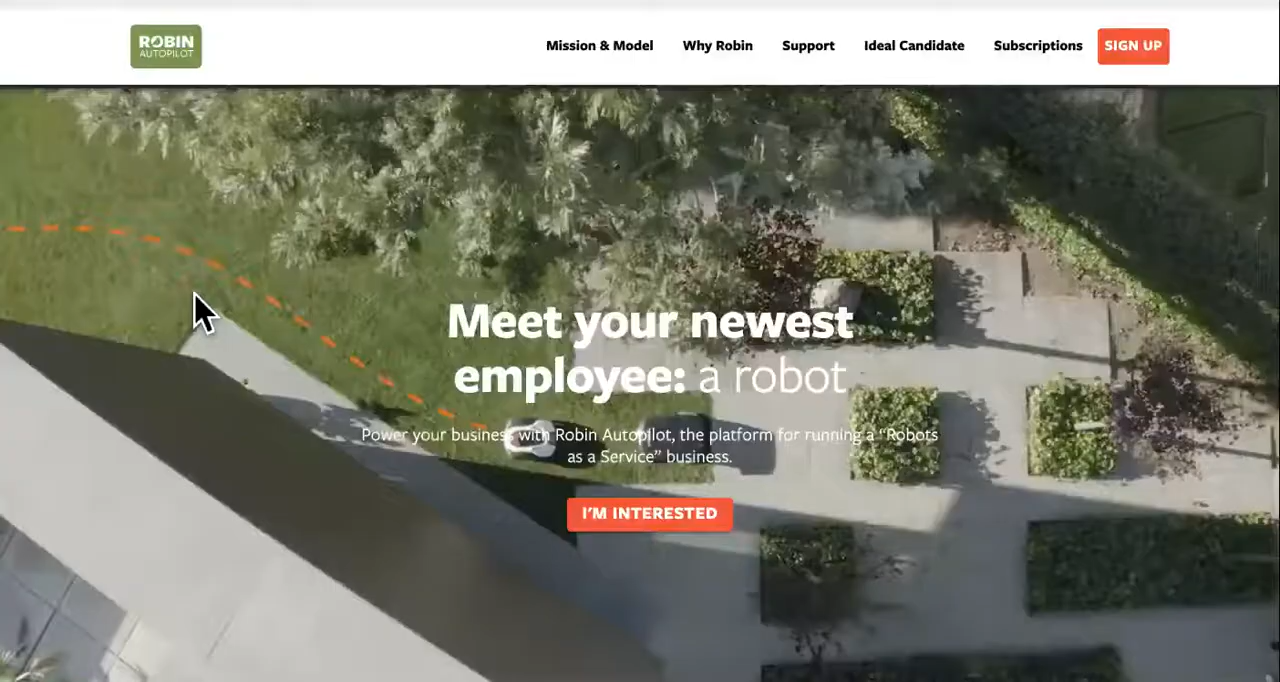 ROBIN
AUTOPILOT
Mission & Model
Why Robin
Support
Ideal Candidate
Subscriptions
SIGN UP
Meet your newest
employee: a robot
Power your business with Robin Autopilot, the platform for running a “Robots
as a Service” business.
I'M INTERESTED